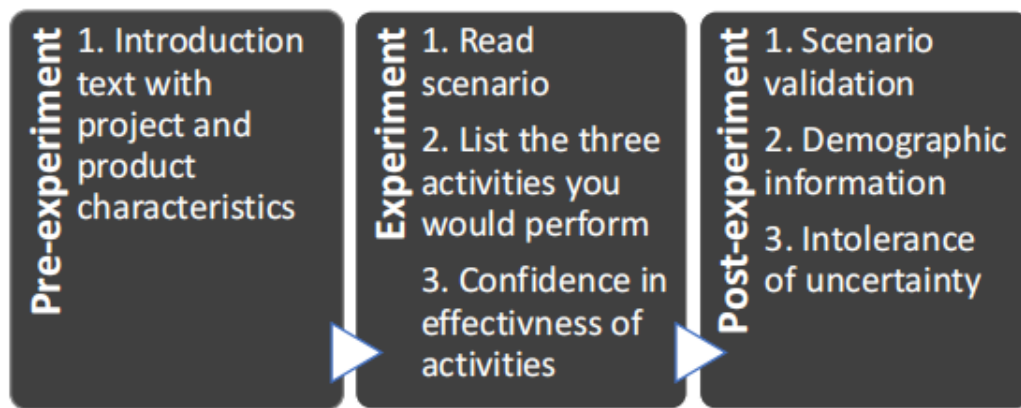 Pre-experiment
1. Introduction
text with
project and
product
characteristics
Experiment
1. Read
scenario
2. List the three
activities you
would perform
3. Confidence in
effectivness of
activities
Post-experiment
1. Scenario
validation
2. Demographic
information
3. Intolerance
of uncertainty